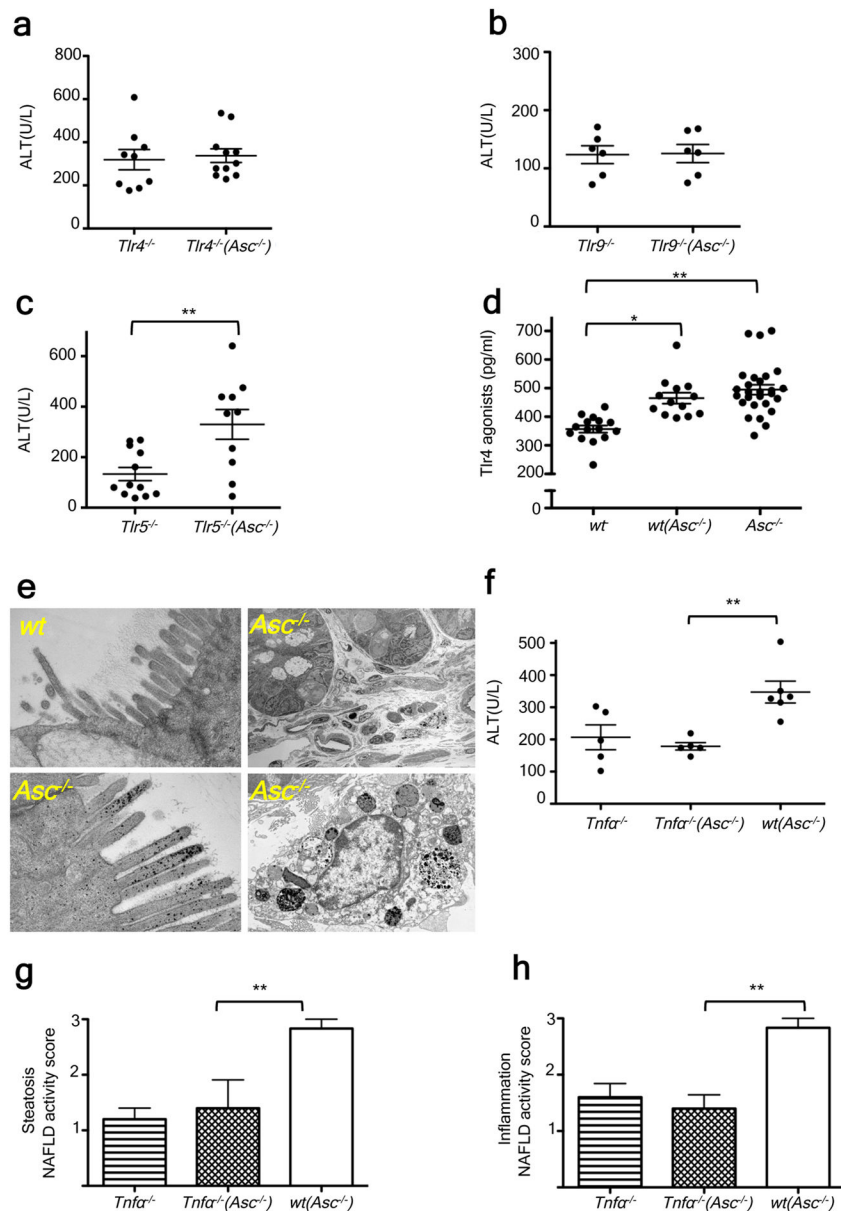 a
800
600
400
200
0
ALT(U/L)
Tlr4-/-
Tlr4-/-(Asc-/-)
b
300
200
100
0
ALT(U/L)
Tlr9-/-
Tlr9-/-(Asc-/-)
c
**
600
400
200
0
ALT(U/L)
Tlr5-/-
Tlr5-/-(Asc-/-)
d
**
*
700
600
500
400
300
200
0
Tlr4 agonists (pg/ml)
wt
wt(Asc-/-)
Asc-/-
e
wt
Asc-/-
Asc-/-
Asc-/-
f
**
500
400
300
200
100
0
ALT(U/L)
Tnfα-/-
Tnfα-/-(Asc-/-)
wt(Asc-/-)
g
**
3
2
1
Steatosis
NAFLD activity score
Tnfα-/-
Tnfα-/-(Asc-/-)
wt(Asc-/-)
h
**
3
2
1
Inflammation
NAFLD activity score
Tnfα-/-
Tnfα-/-(Asc-/-)
wt(Asc-/-)